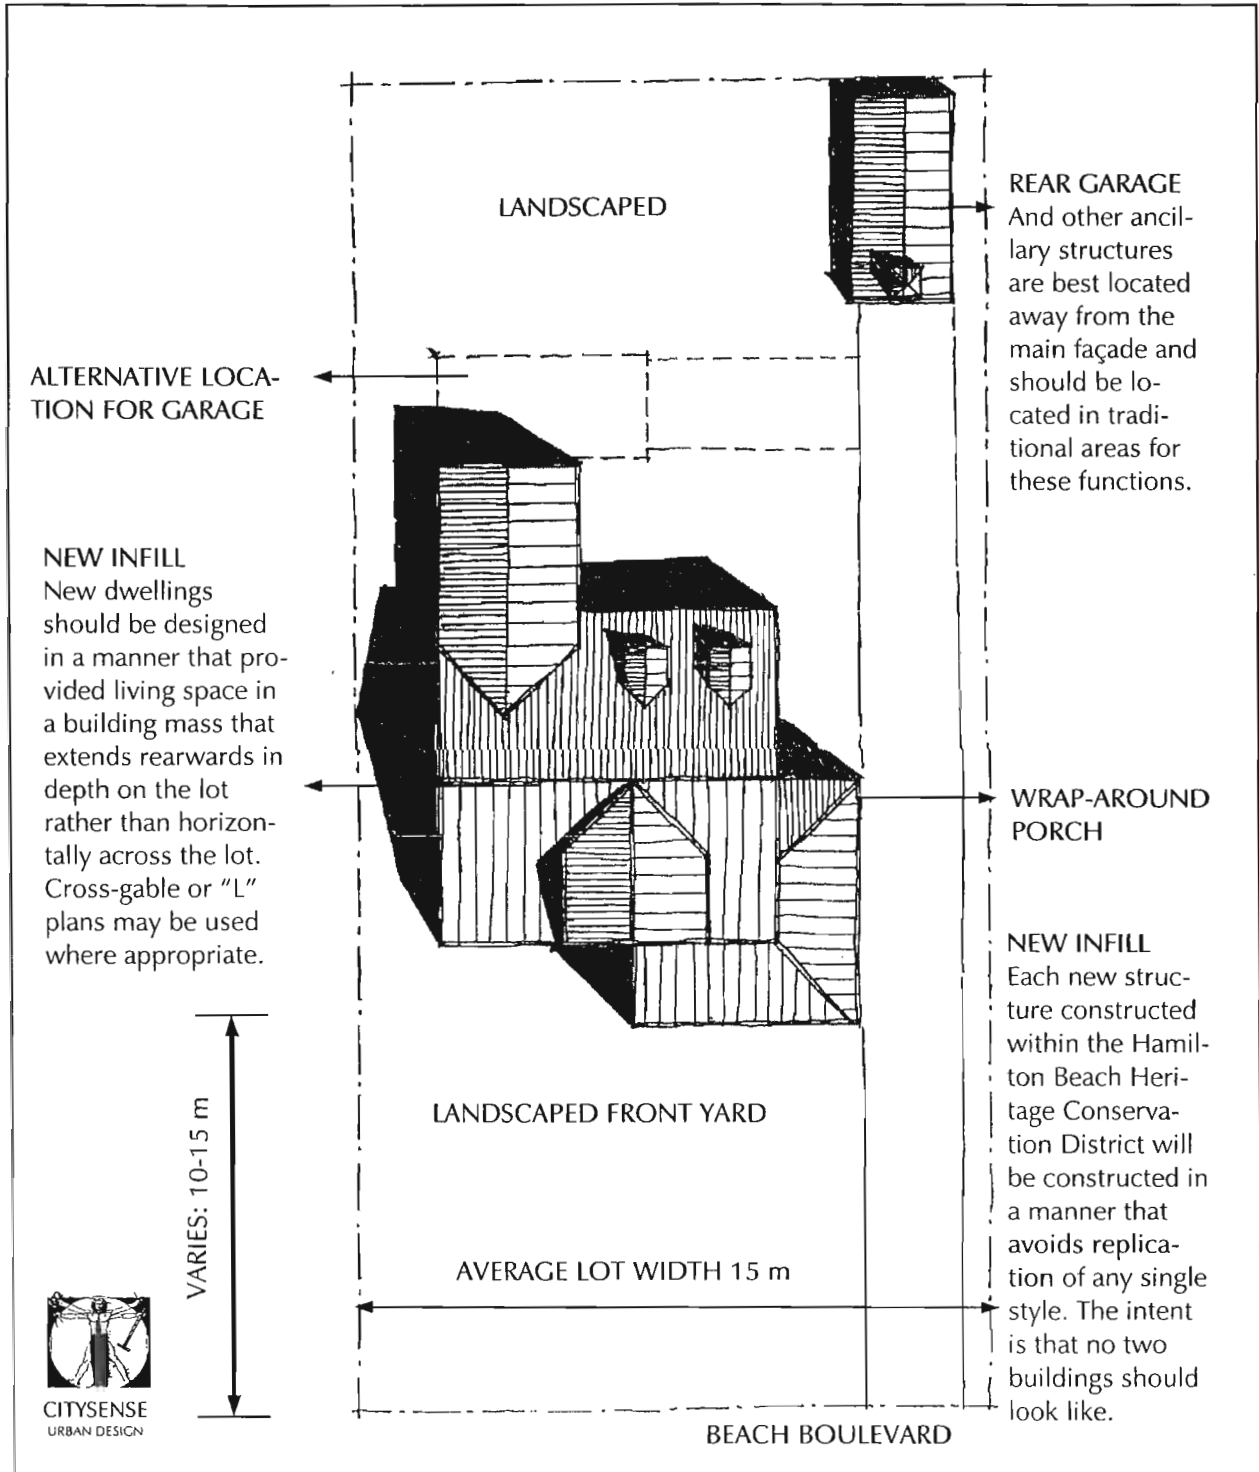 LANDSCAPED
REAR GARAGE
And other ancil-
lary structures
are best located
away from the
main façade and
should be lo-
cated in tradi-
tional areas for
these functions.
ALTERNATIVE LOCA-
TION FOR GARAGE
NEW INFILL
New dwellings
should be designed
in a manner that pro-
vided living space in
a building mass that
extends rearwards in
depth on the lot
rather than horizon-
tally across the lot.
Cross-gable or "L"
plans may be used
where appropriate.
WRAP-AROUND
PORCH
NEW INFILL
Each new struc-
ture constructed
within the Hamil-
ton Beach Heri-
tage Conserva-
tion District will
be constructed in
a manner that
avoids replica-
tion of any single
style. The intent
is that no two
buildings should
look like.
LANDSCAPED FRONT YARD
VARIES: 10-15 m
AVERAGE LOT WIDTH 15 m
CITYSENSE
URBAN DESIGN
BEACH BOULEVARD